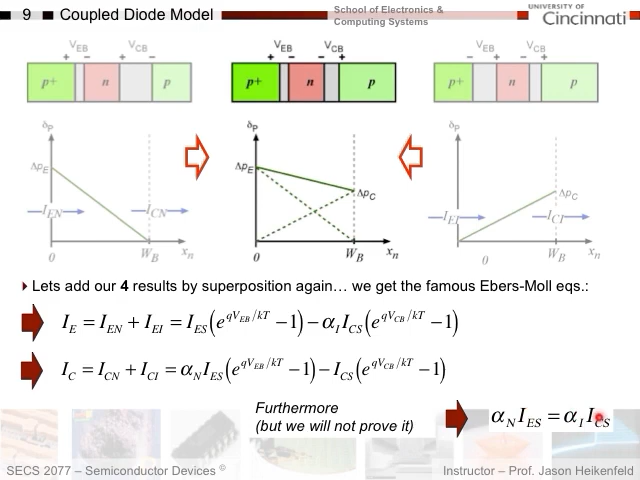 9 Coupled Diode Model
School of Electronics &
Computing Systems
UNIVERSITY OF
Cincinnati
V_EB V_CB
+ − − +
p+ n p
V_EB V_CB
+ − − +
p+ n p
V_EB V_CB
− + − +
p+ n p
δ_P
Δp_E
I_EN I_CN
0 W_B x_n
δ_P
Δp_E
Δp_C
0 W_B x_n
δ_P
Δp_C
I_EI I_CI
0 W_B x_n
Lets add our 4 results by superposition again… we get the famous Ebers-Moll eqs.:
I_E = I_EN + I_EI = I_ES(e^{qV_EB/kT} − 1) − α_I I_CS(e^{qV_CB/kT} − 1)
I_C = I_CN + I_CI = α_N I_ES(e^{qV_EB/kT} − 1) − I_CS(e^{qV_CB/kT} − 1)
Furthermore
(but we will not prove it)
α_N I_ES = α_I I_CS
SECS 2077 – Semiconductor Devices ©
Instructor – Prof. Jason Heikenfeld